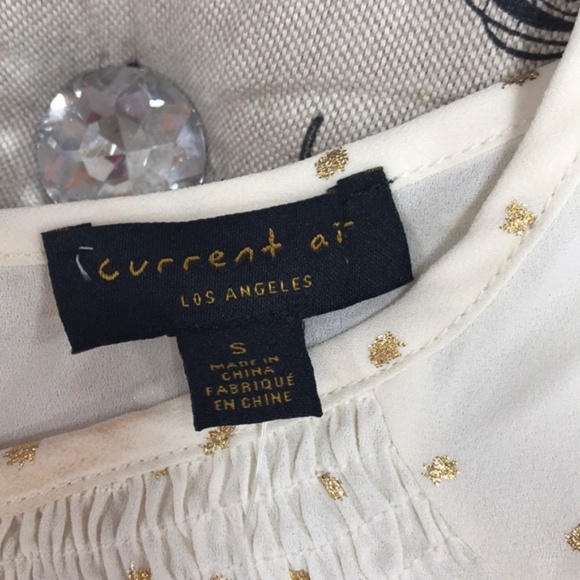 current air
LOS ANGELES
S
MADE IN
CHINA
FABRIQUÉ
EN CHINE